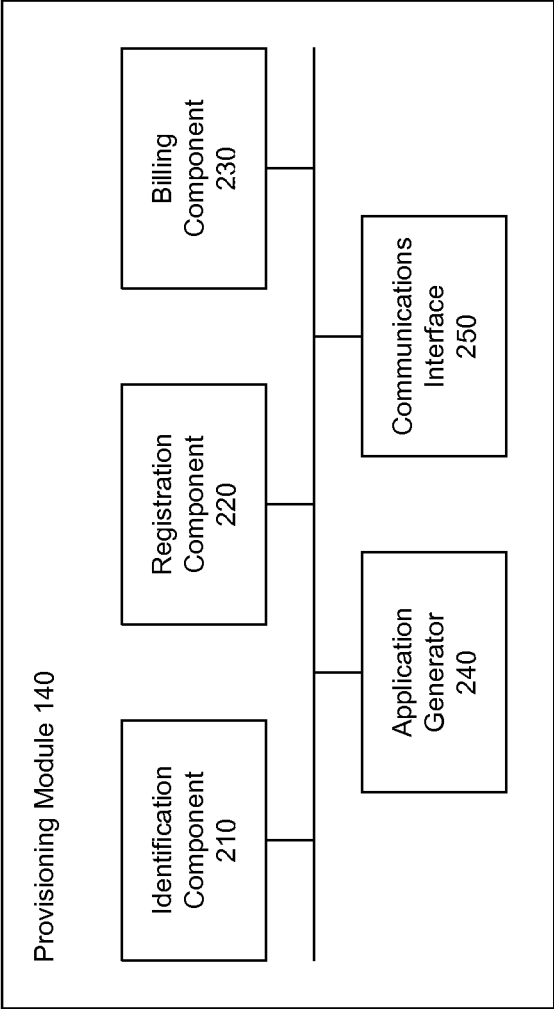 Provisioning Module 140
Identification
Component
210
Registration
Component
220
Billing
Component
230
Application
Generator
240
Communications
Interface
250